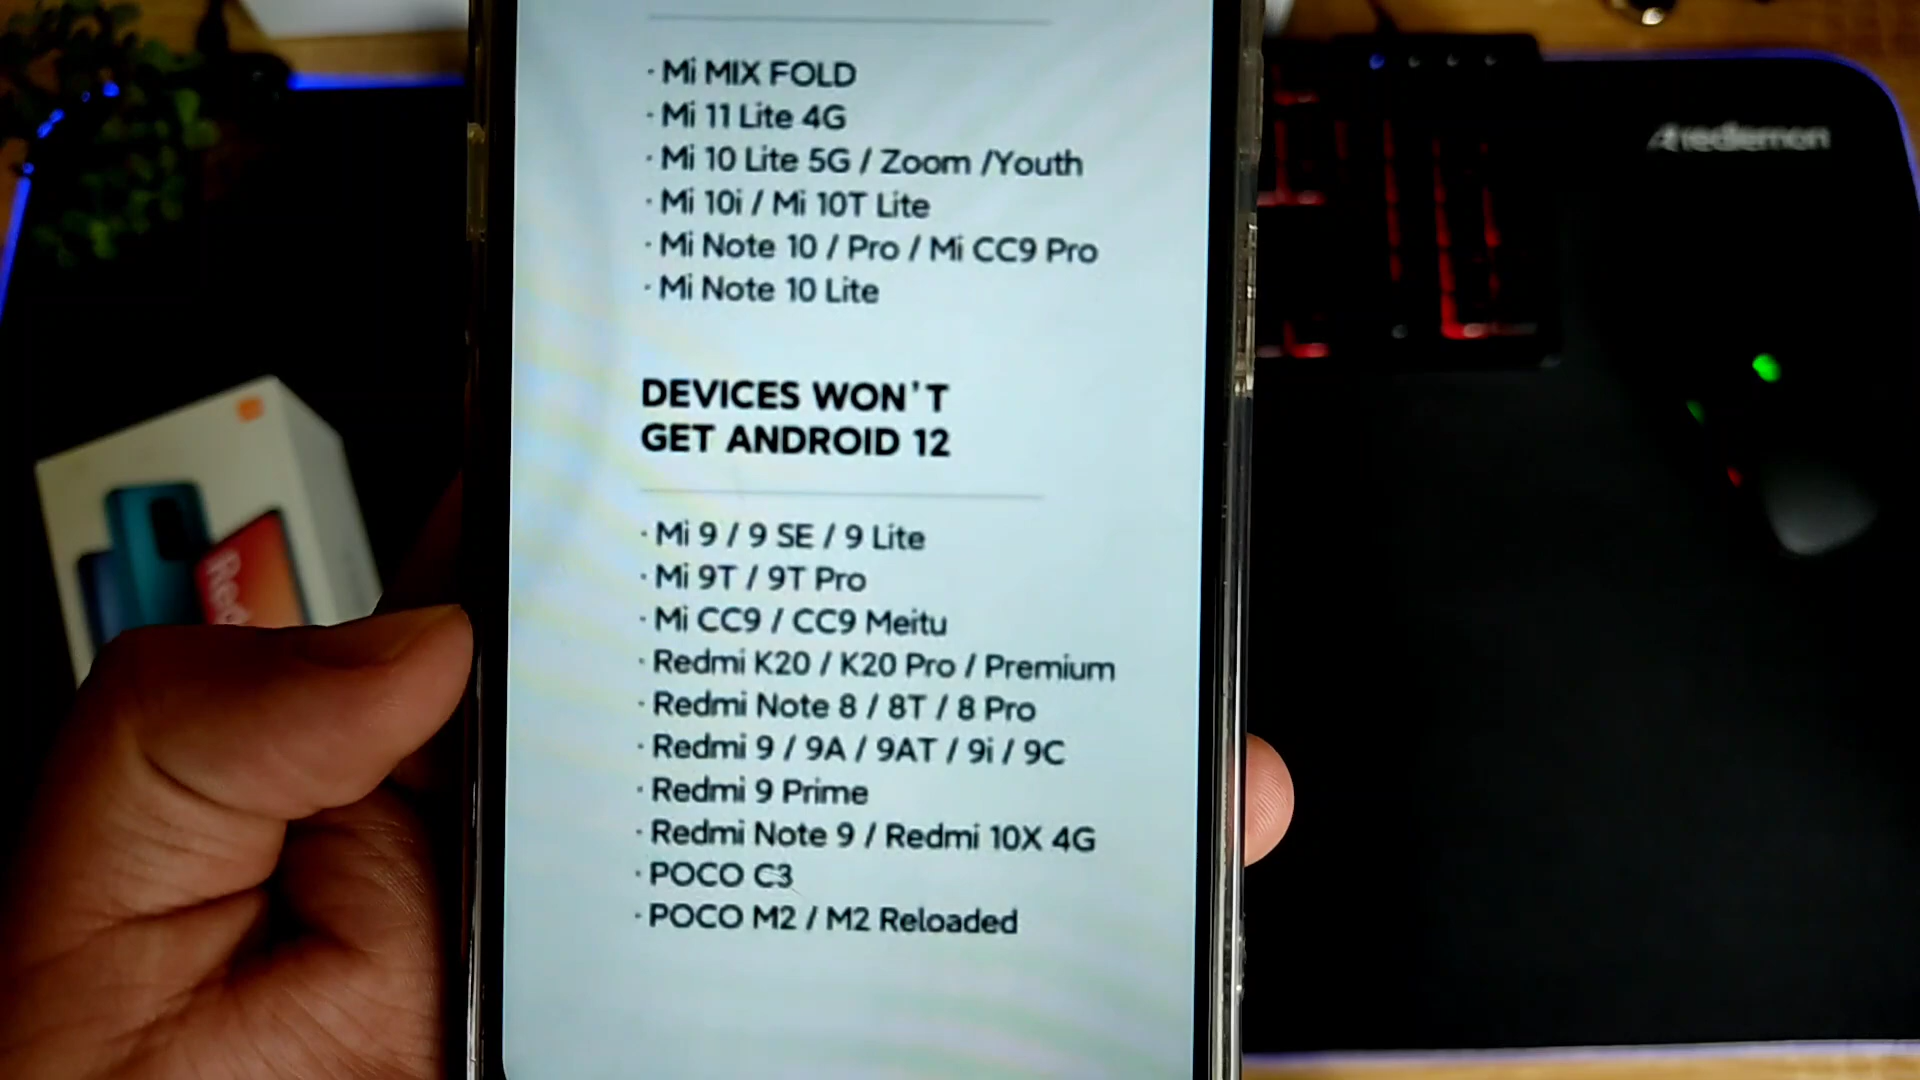 · Mi MIX FOLD
· Mi 11 Lite 4G
· Mi 10 Lite 5G / Zoom /Youth
· Mi 10i / Mi 10T Lite
· Mi Note 10 / Pro / Mi CC9 Pro
· Mi Note 10 Lite
DEVICES WON'T
GET ANDROID 12
· Mi 9 / 9 SE / 9 Lite
· Mi 9T / 9T Pro
· Mi CC9 / CC9 Meitu
· Redmi K20 / K20 Pro / Premium
· Redmi Note 8 / 8T / 8 Pro
· Redmi 9 / 9A / 9AT / 9i / 9C
· Redmi 9 Prime
· Redmi Note 9 / Redmi 10X 4G
· POCO C3
· POCO M2 / M2 Reloaded
redlemon